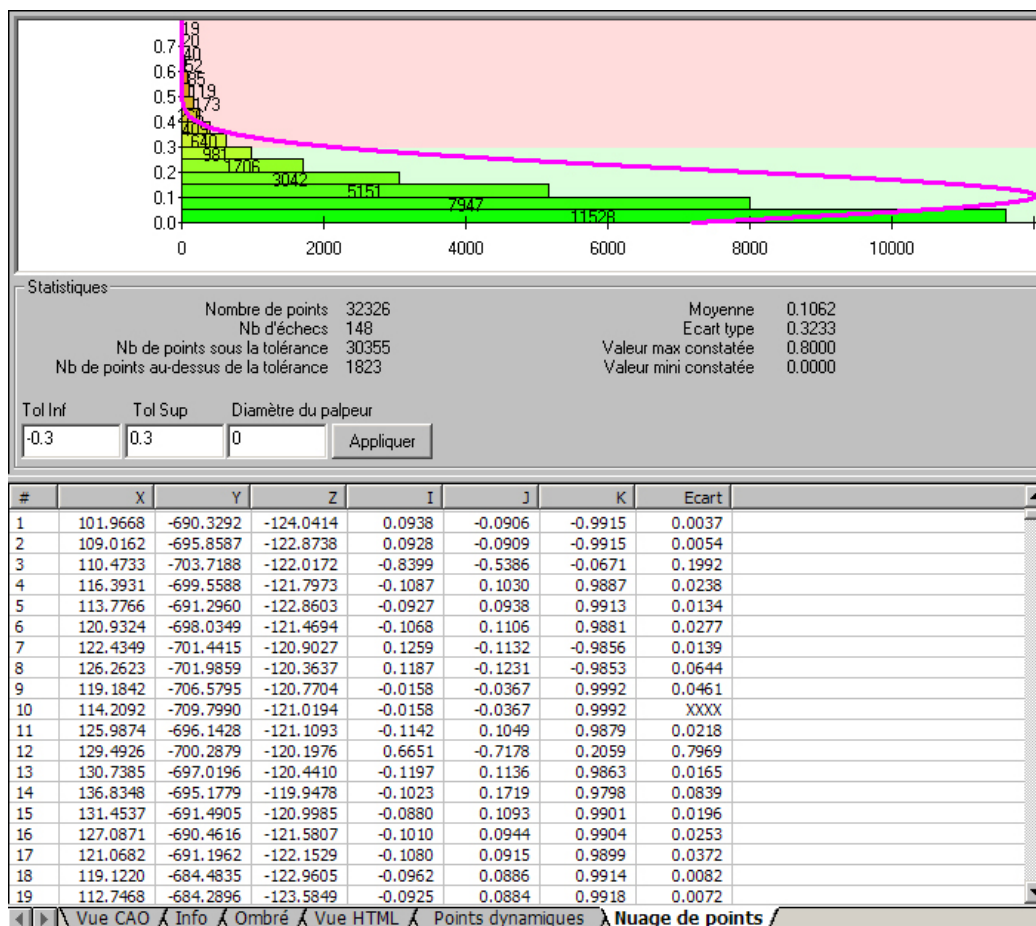 19
0.7 20
40
0.6 52
85
0.5 119
173
0.4
409
640
0.3 981
1706
0.2 3042
5151
0.1 7947
11528
0.0
0 2000 4000 6000 8000 10000
Statistiques
Nombre de points 32326 Moyenne 0.1062
Nb d'échecs 148 Ecart type 0.3233
Nb de points sous la tolérance 30355 Valeur max constatée 0.8000
Nb de points au-dessus de la tolérance 1823 Valeur mini constatée 0.0000
Tol Inf Tol Sup Diamètre du palpeur
-0.3 0.3 0 Appliquer
# X Y Z I J K Ecart
1 101.9668 -690.3292 -124.0414 0.0938 -0.0906 -0.9915 0.0037
2 109.0162 -695.8587 -122.8738 0.0928 -0.0909 -0.9915 0.0054
3 110.4733 -703.7188 -122.0172 -0.8399 -0.5386 -0.0671 0.1992
4 116.3931 -699.5588 -121.7973 -0.1087 0.1030 0.9887 0.0238
5 113.7766 -691.2960 -122.8603 -0.0927 0.0938 0.9913 0.0134
6 120.9324 -698.0349 -121.4694 -0.1068 0.1106 0.9881 0.0277
7 122.4349 -701.4415 -120.9027 0.1259 -0.1132 -0.9856 0.0139
8 126.2623 -701.9859 -120.3637 0.1187 -0.1231 -0.9853 0.0644
9 119.1842 -706.5795 -120.7704 -0.0158 -0.0367 0.9992 0.0461
10 114.2092 -709.7990 -121.0194 -0.0158 -0.0367 0.9992 XXXX
11 125.9874 -696.1428 -121.1093 -0.1142 0.1049 0.9879 0.0218
12 129.4926 -700.2879 -120.1976 0.6651 -0.7178 0.2059 0.7969
13 130.7385 -697.0196 -120.4410 -0.1197 0.1136 0.9863 0.0165
14 136.8348 -695.1779 -119.9478 -0.1023 0.1719 0.9798 0.0839
15 131.4537 -691.4905 -120.9985 -0.0880 0.1093 0.9901 0.0196
16 127.0871 -690.4616 -121.5807 -0.1010 0.0944 0.9904 0.0253
17 121.0682 -691.1962 -122.1529 -0.1080 0.0915 0.9899 0.0372
18 119.1220 -684.4835 -122.9605 -0.0962 0.0886 0.9914 0.0082
19 112.7468 -684.2896 -123.5849 -0.0925 0.0884 0.9918 0.0072
Vue CAO Info Ombré Vue HTML Points dynamiques Nuage de points